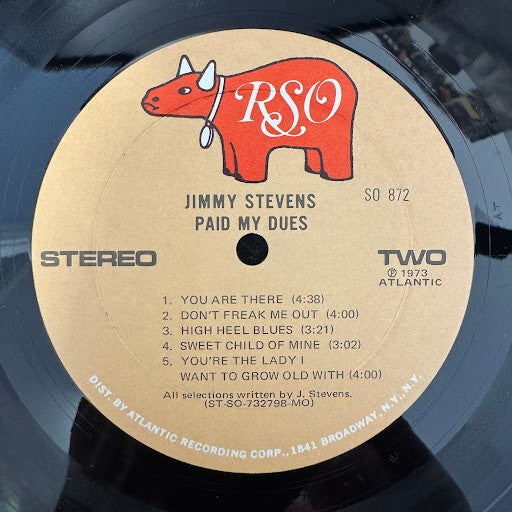 RSO
JIMMY STEVENS
PAID MY DUES
SO 872
STEREO
TWO
℗ 1973
ATLANTIC
1. YOU ARE THERE (4:38)
2. DON'T FREAK ME OUT (4:00)
3. HIGH HEEL BLUES (3:21)
4. SWEET CHILD OF MINE (3:02)
5. YOU'RE THE LADY I
WANT TO GROW OLD WITH (4:00)
All selections written by J. Stevens.
(ST-SO-732798-MO)
DIST. BY ATLANTIC RECORDING CORP., 1841 BROADWAY, N.Y., N.Y.
AT